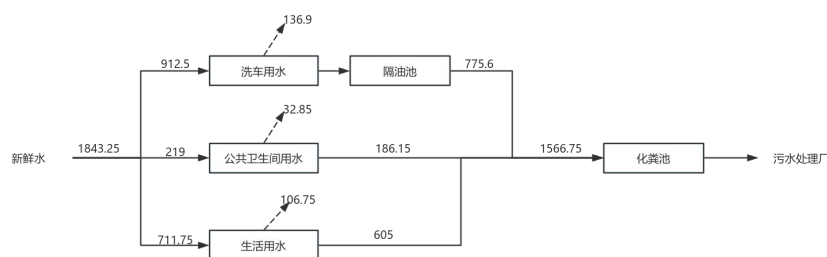 136.9
912.5
洗车用水
隔油池
775.6
32.85
新鲜水
1843.25
219
公共卫生间用水
186.15
1566.75
化粪池
污水处理厂
106.75
711.75
生活用水
605